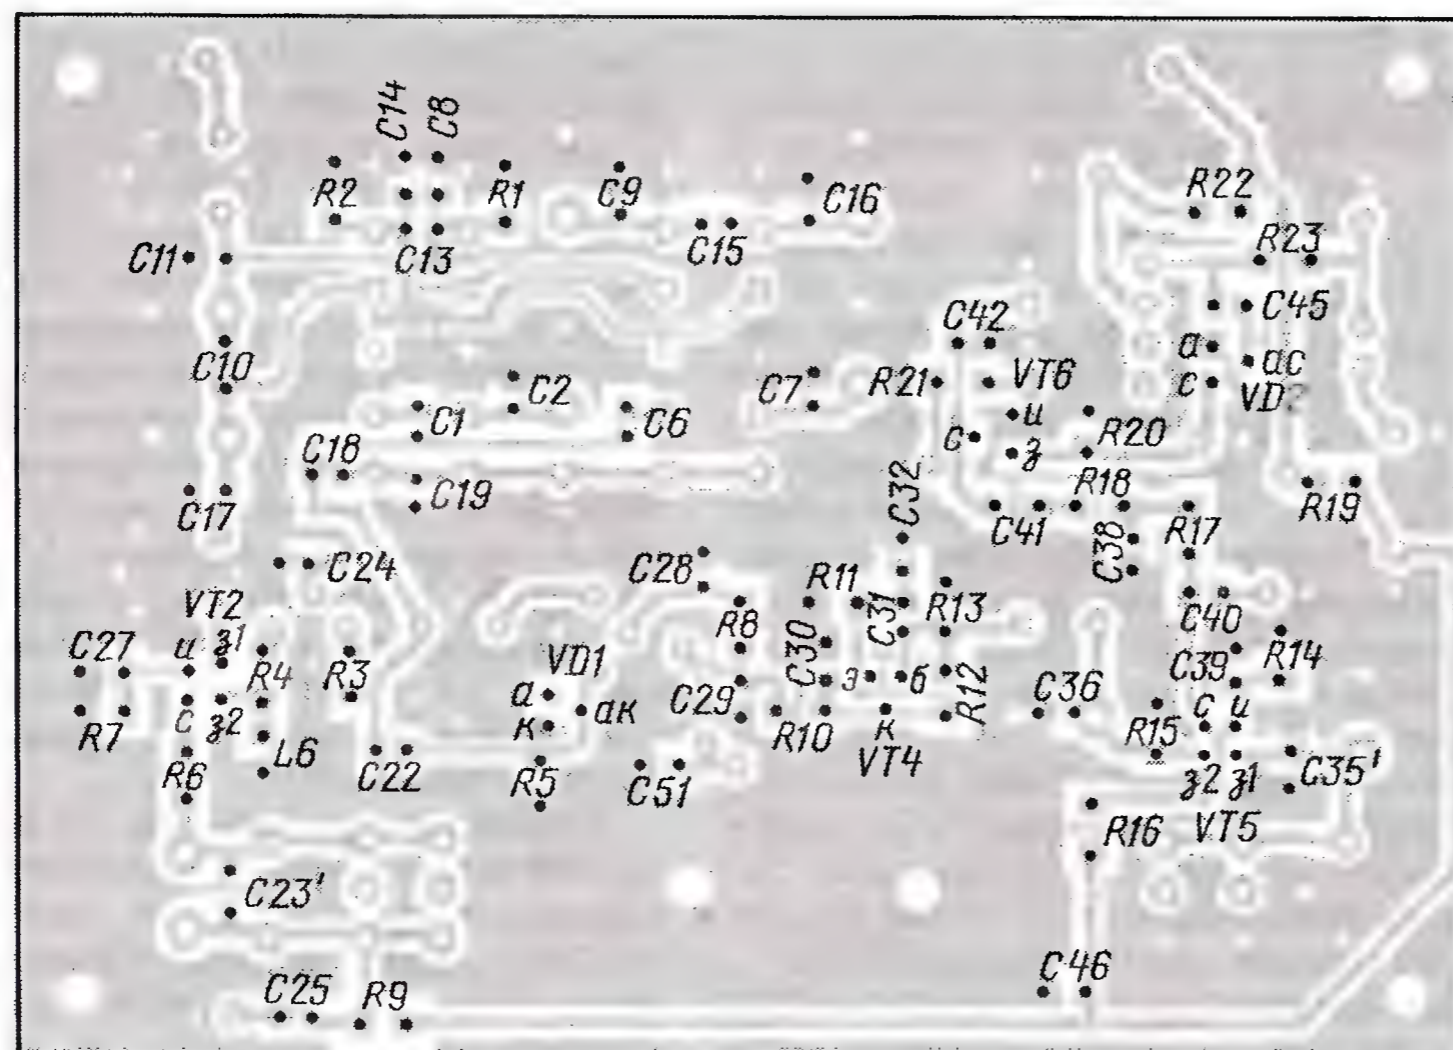 C14
C8
R2
R1
C9
C16
R22
C11
C13
C15
R23
C45
C42
а
ас
C10
R21
VT6
с
C7
C2
и
C1
C6
R20
с
з
C18
C19
C32
R18
R19
C17
C41
C38
R17
C24
C28
R11
VT2
C31
R13
C40
R8
и
з1
C27
C30
C39
R14
VD1
R4
R3
э
б
R12
а
ак
C29
C36
с
з2
с
и
R7
к
R10
к
R15
L6
VT4
R6
C22
R5
C51
з2
з1
C35'
R16
VT5
C23'
C46
C25
R9